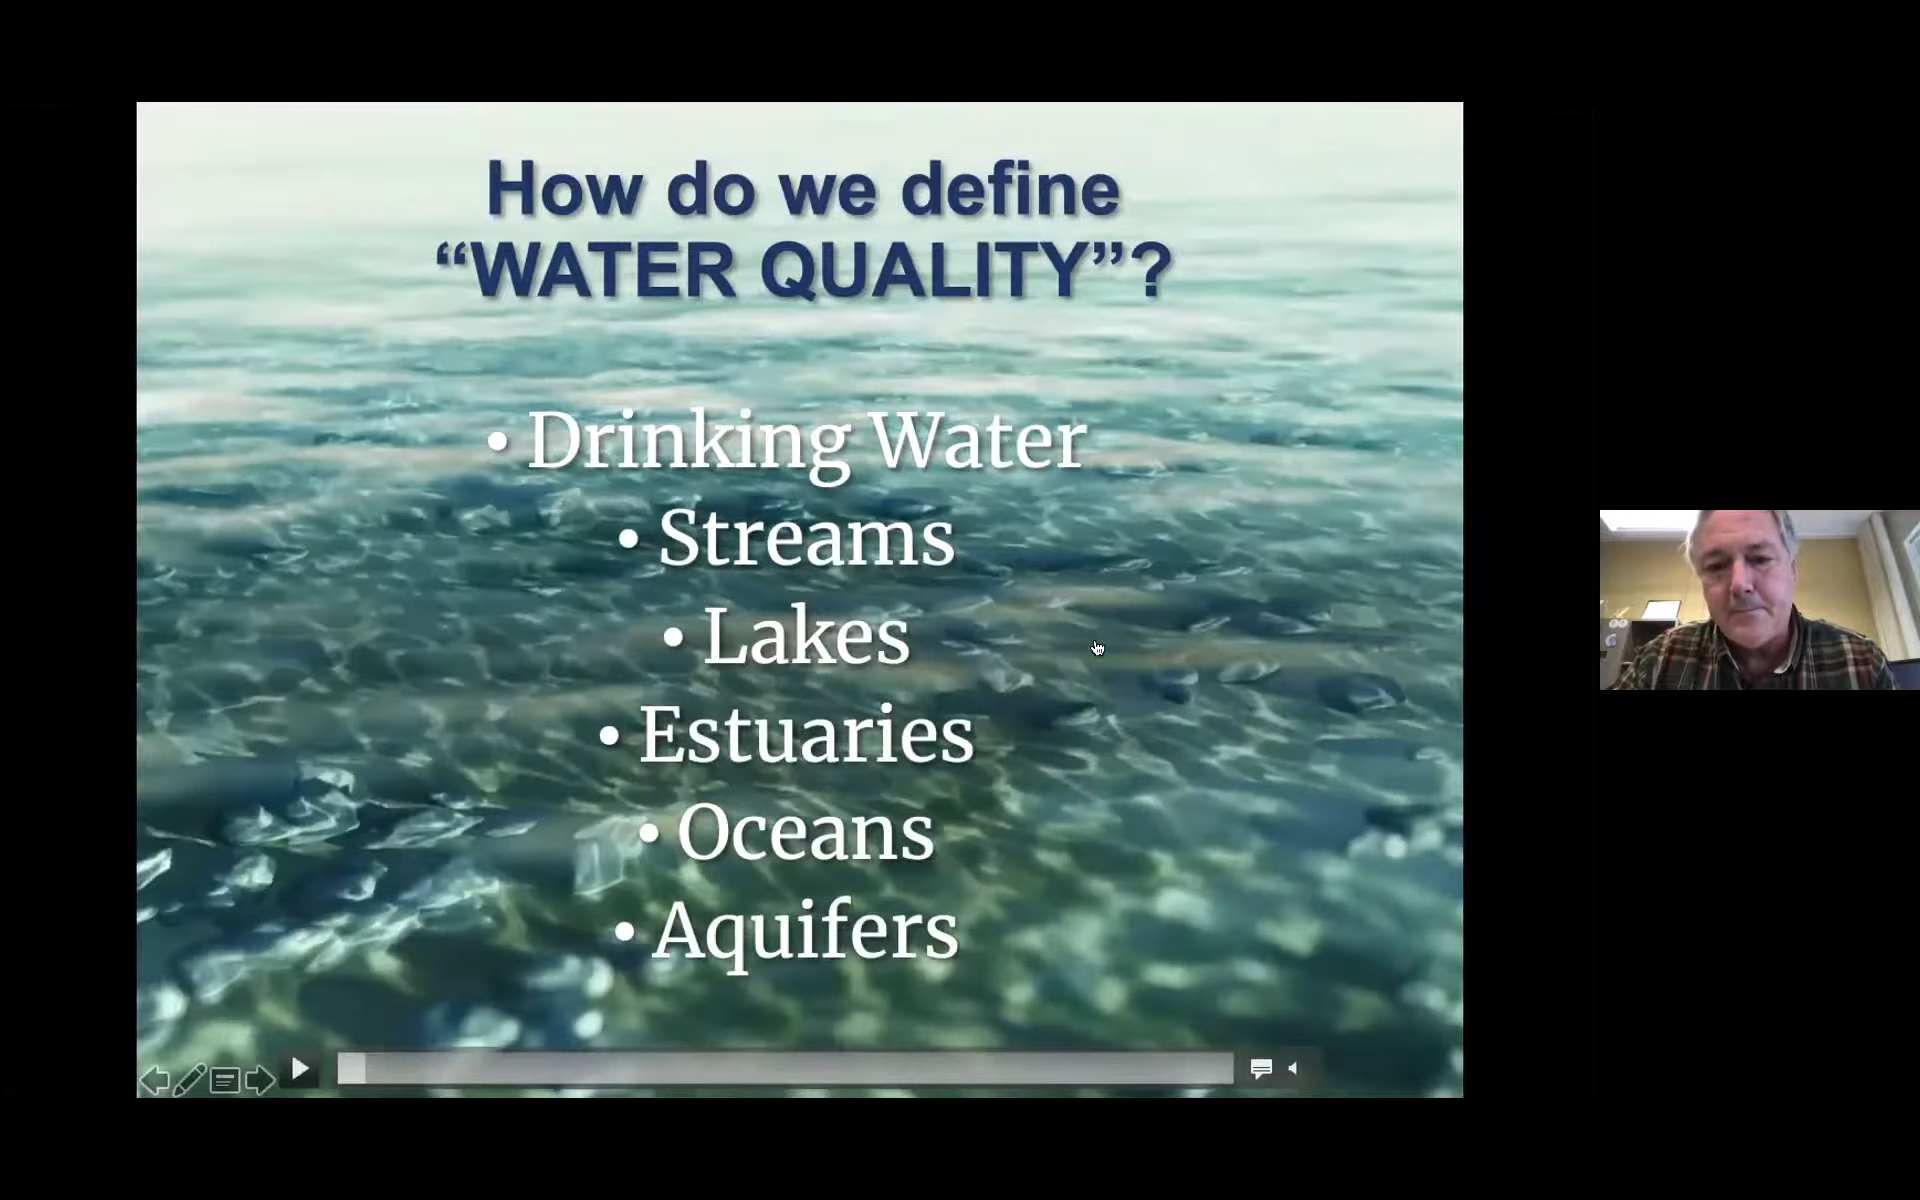 How do we define
“WATER QUALITY”?
• Drinking Water
• Streams
• Lakes
• Estuaries
• Oceans
• Aquifers